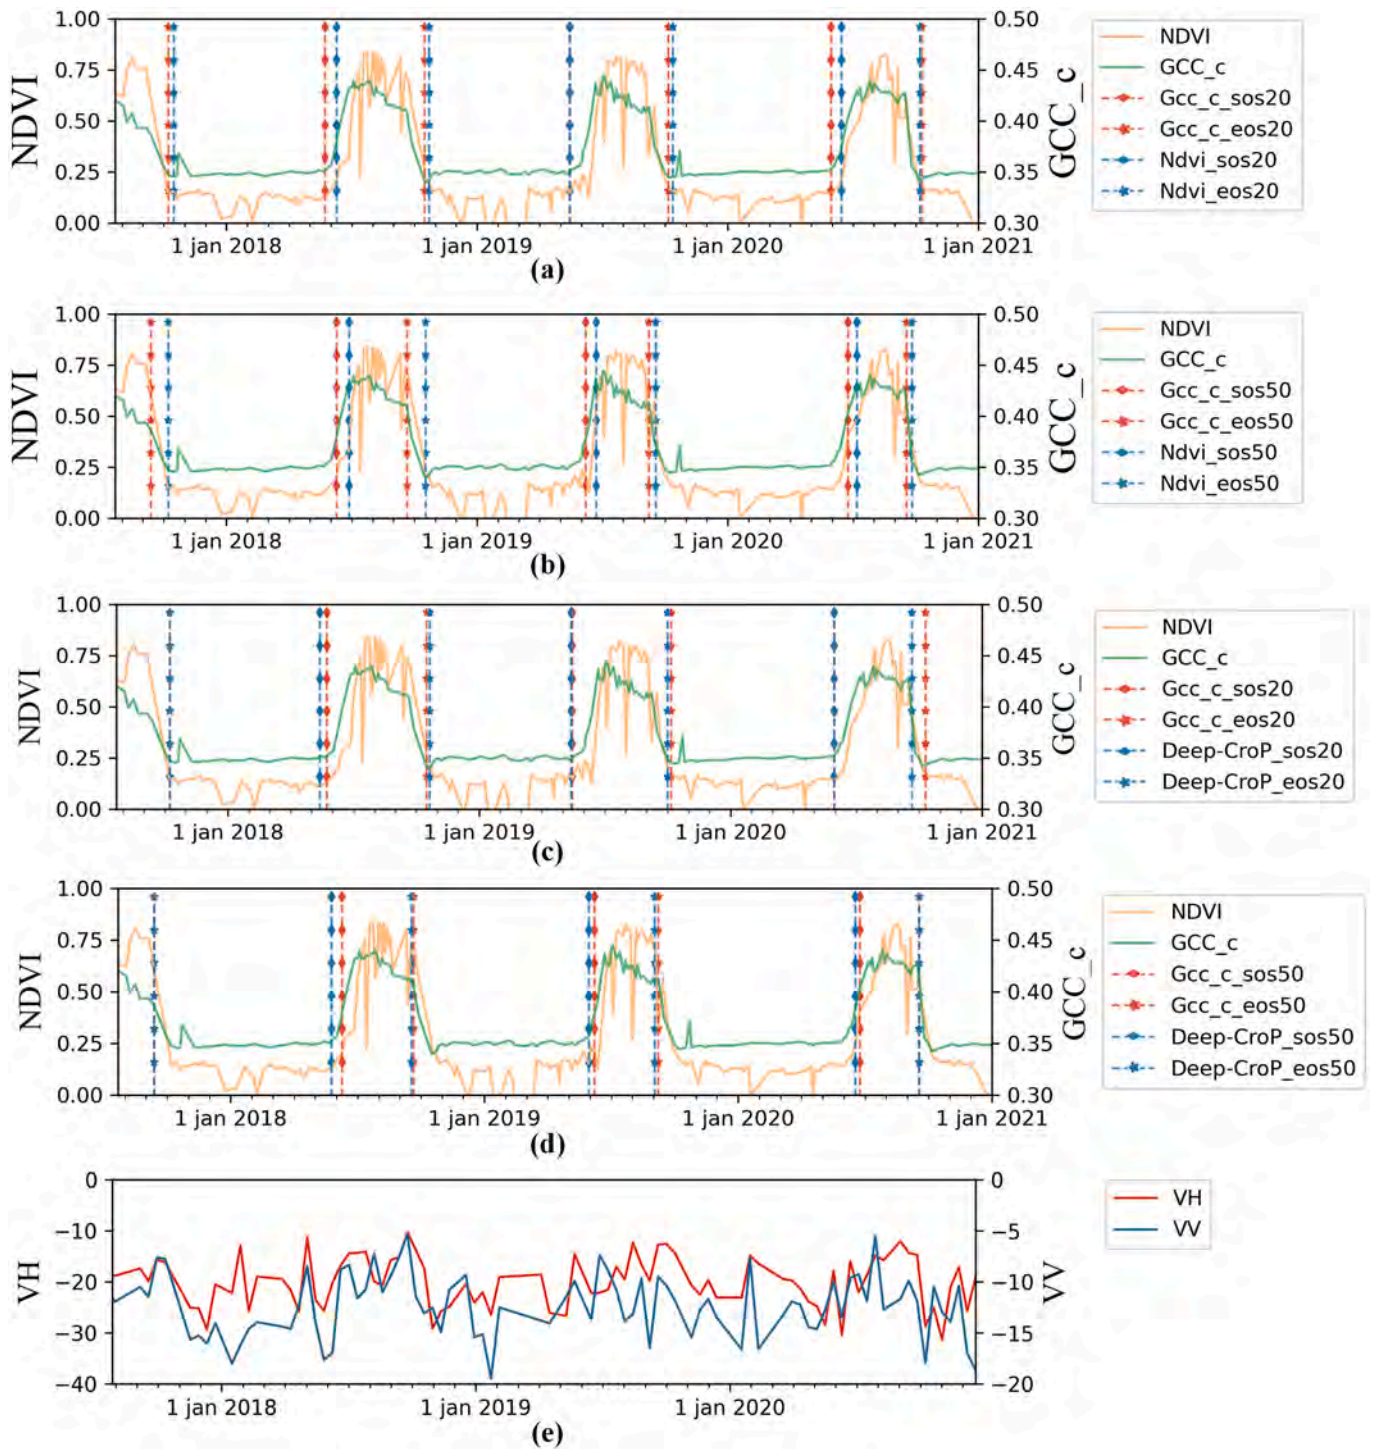 1.00
0.75
0.50
0.25
0.00
NDVI
0.50
0.45
0.40
0.35
0.30
GCC_c
1 jan 2018
1 jan 2019
1 jan 2020
1 jan 2021
NDVI
GCC_c
Gcc_c_sos20
Gcc_c_eos20
Ndvi_sos20
Ndvi_eos20
(a)
1.00
0.75
0.50
0.25
0.00
NDVI
0.50
0.45
0.40
0.35
0.30
GCC_c
1 jan 2018
1 jan 2019
1 jan 2020
1 jan 2021
NDVI
GCC_c
Gcc_c_sos50
Gcc_c_eos50
Ndvi_sos50
Ndvi_eos50
(b)
1.00
0.75
0.50
0.25
0.00
NDVI
0.50
0.45
0.40
0.35
0.30
GCC_c
1 jan 2018
1 jan 2019
1 jan 2020
1 jan 2021
NDVI
GCC_c
Gcc_c_sos20
Gcc_c_eos20
Deep-CroP_sos20
Deep-CroP_eos20
(c)
1.00
0.75
0.50
0.25
0.00
NDVI
0.50
0.45
0.40
0.35
0.30
GCC_c
1 jan 2018
1 jan 2019
1 jan 2020
1 jan 2021
NDVI
GCC_c
Gcc_c_sos50
Gcc_c_eos50
Deep-CroP_sos50
Deep-CroP_eos50
(d)
0
−10
−20
−30
−40
VH
0
−5
−10
−15
−20
VV
1 jan 2018
1 jan 2019
1 jan 2020
VH
VV
(e)